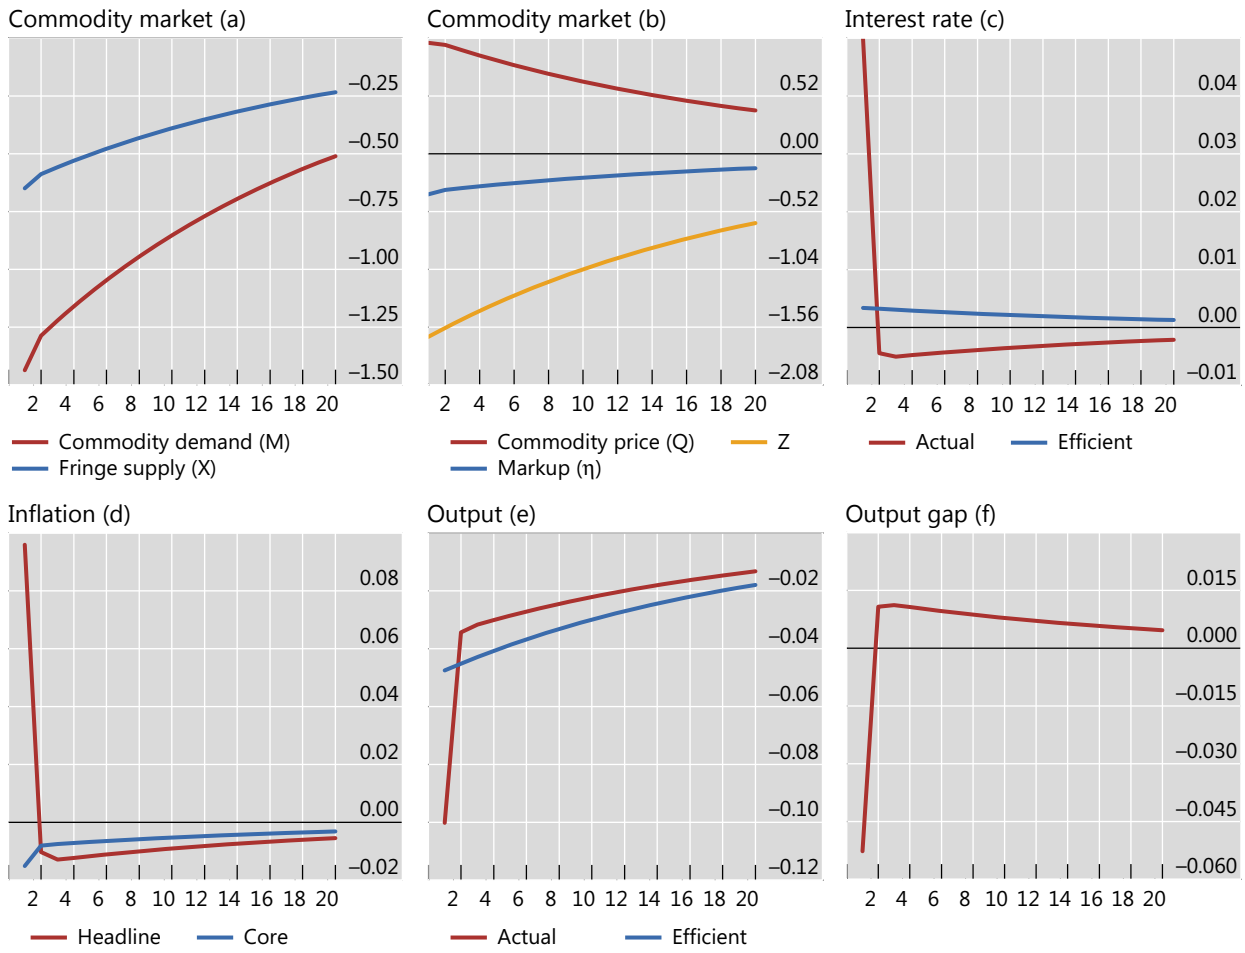 Commodity market (a)
−0.25
−0.50
−0.75
−1.00
−1.25
−1.50
2 4 6 8 10 12 14 16 18 20
Commodity demand (M)
Fringe supply (X)
Commodity market (b)
0.52
0.00
−0.52
−1.04
−1.56
−2.08
2 4 6 8 10 12 14 16 18 20
Commodity price (Q) Z
Markup (η)
Interest rate (c)
0.04
0.03
0.02
0.01
0.00
−0.01
2 4 6 8 10 12 14 16 18 20
Actual Efficient
Inflation (d)
0.08
0.06
0.04
0.02
0.00
−0.02
2 4 6 8 10 12 14 16 18 20
Headline Core
Output (e)
−0.02
−0.04
−0.06
−0.08
−0.10
−0.12
2 4 6 8 10 12 14 16 18 20
Actual Efficient
Output gap (f)
0.015
0.000
−0.015
−0.030
−0.045
−0.060
2 4 6 8 10 12 14 16 18 20